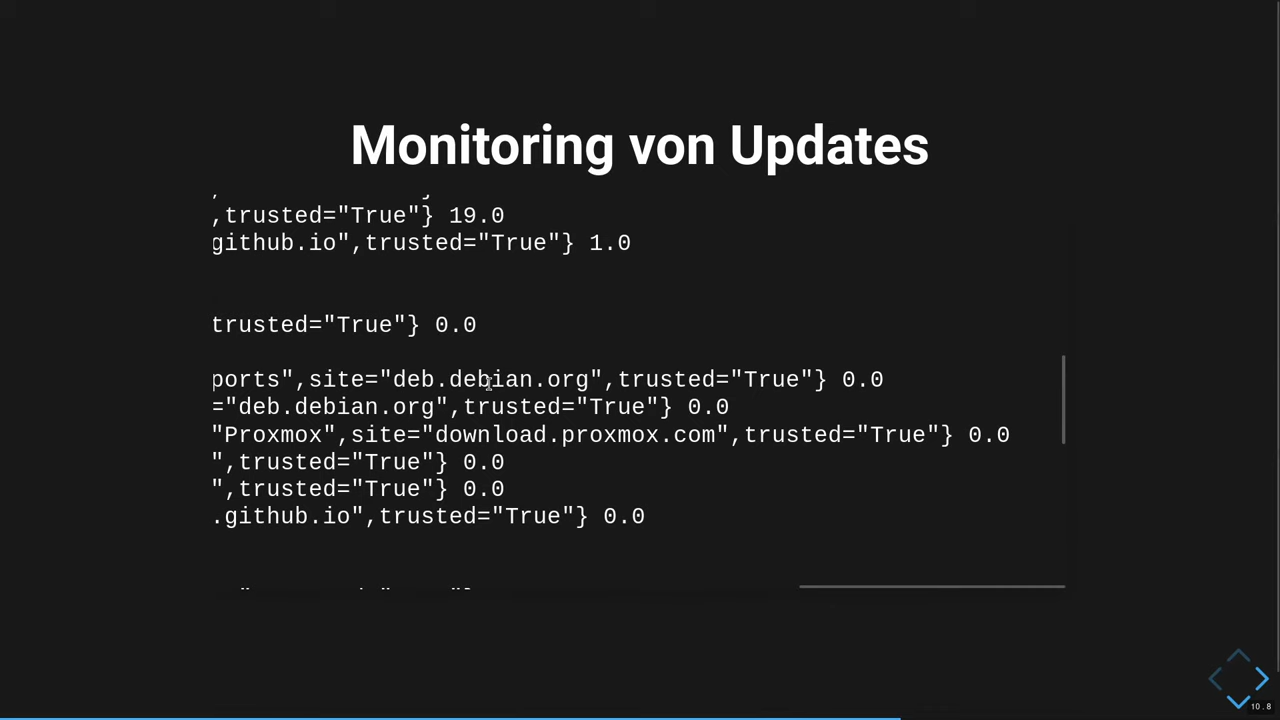 Monitoring von Updates
,trusted="True"} 19.0
github.io",trusted="True"} 1.0
trusted="True"} 0.0
ports",site="deb.debian.org",trusted="True"} 0.0
="deb.debian.org",trusted="True"} 0.0
"Proxmox",site="download.proxmox.com",trusted="True"} 0.0
",trusted="True"} 0.0
",trusted="True"} 0.0
.github.io",trusted="True"} 0.0
10.8